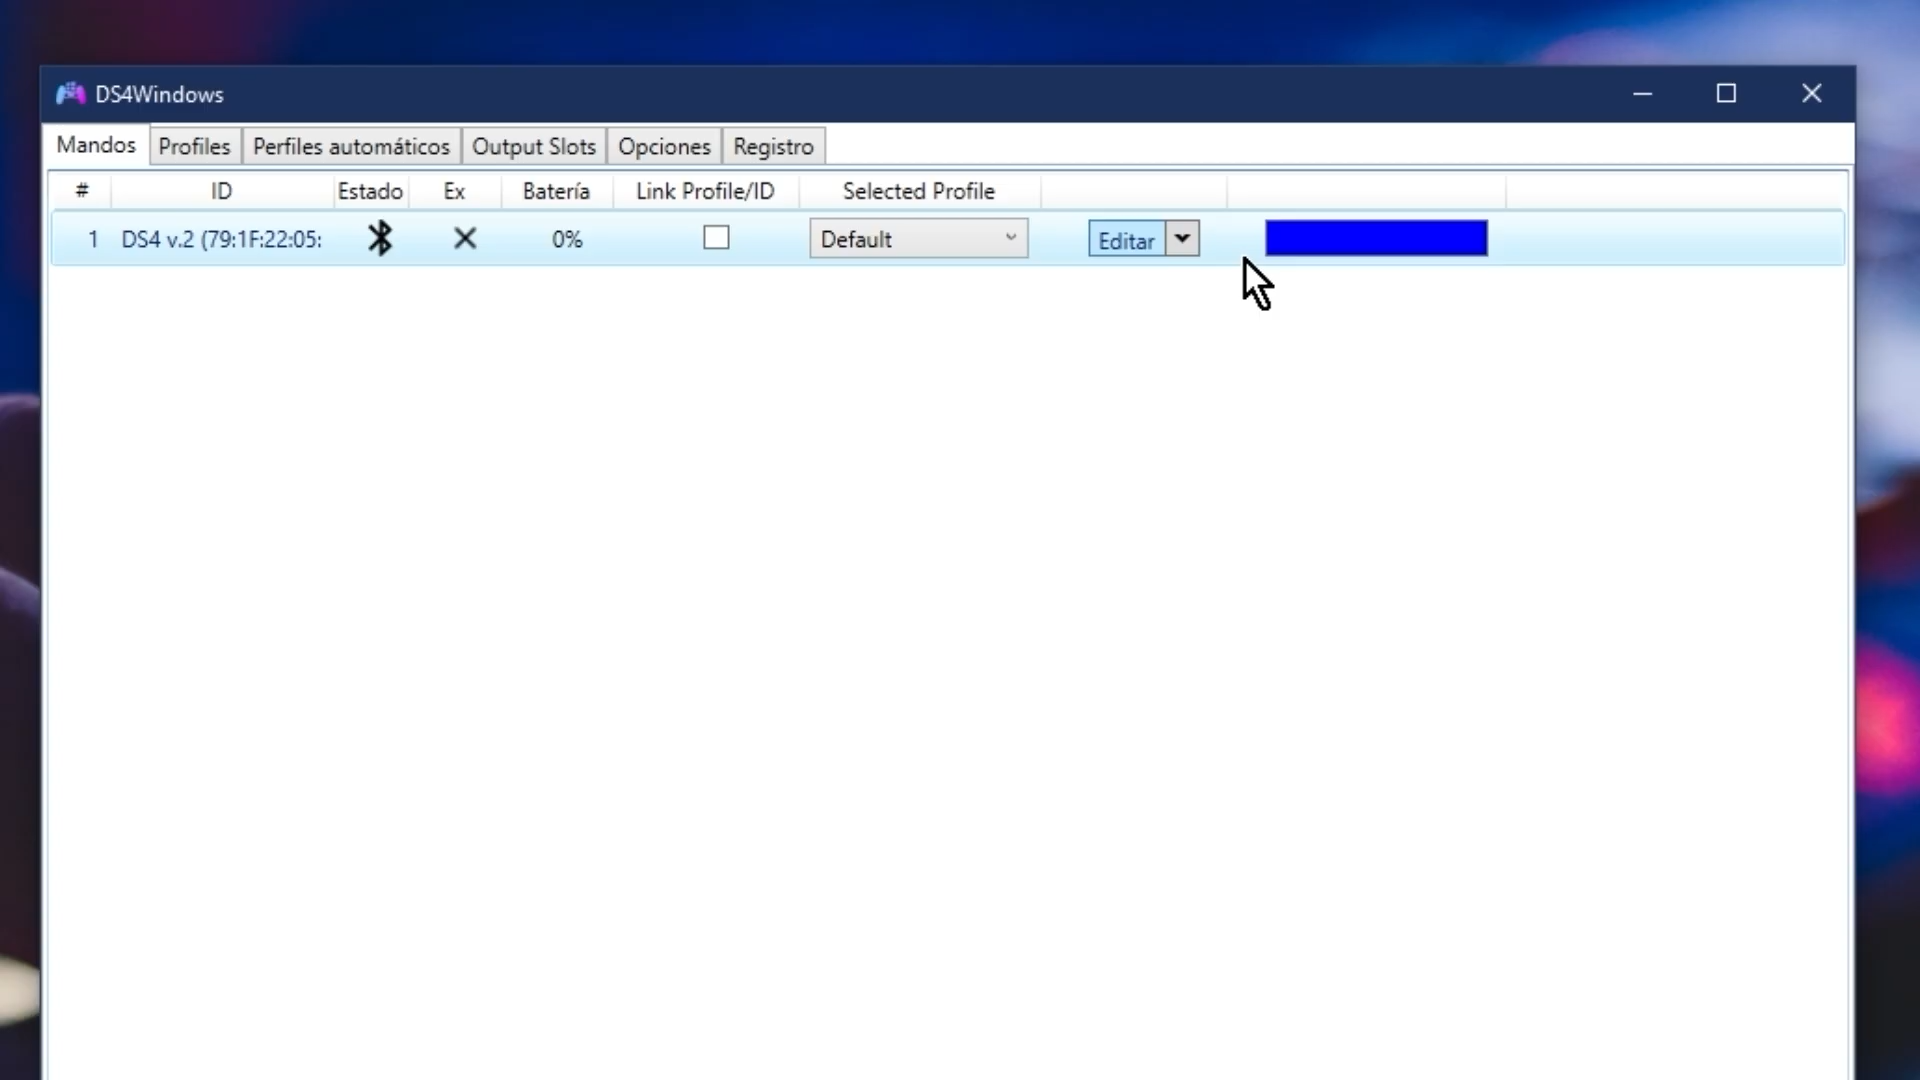 DS4Windows
Mandos Profiles Perfiles automáticos Output Slots Opciones Registro
# ID Estado Ex Batería Link Profile/ID Selected Profile
1 DS4 v.2 (79:1F:22:05: 0% Default Editar